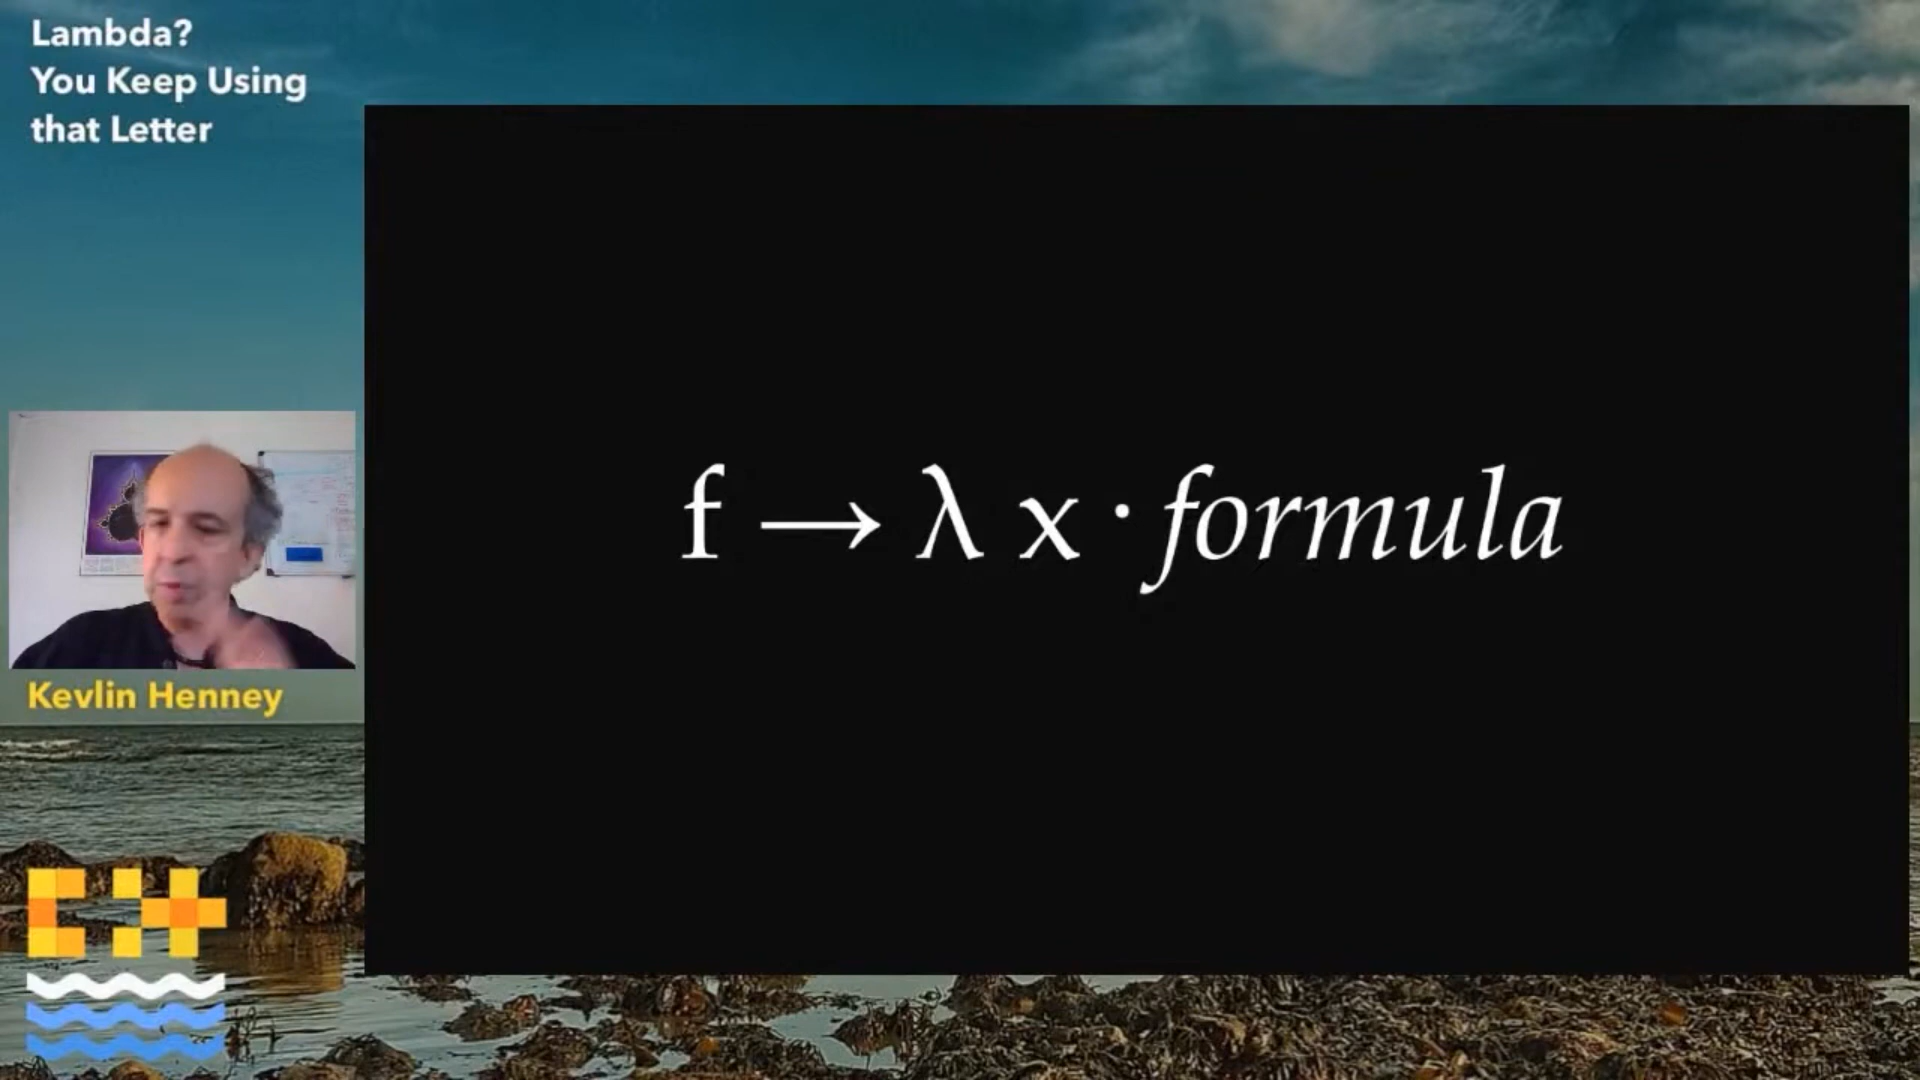 Lambda?
You Keep Using
that Letter
f → λ x · formula
Kevlin Henney
C++